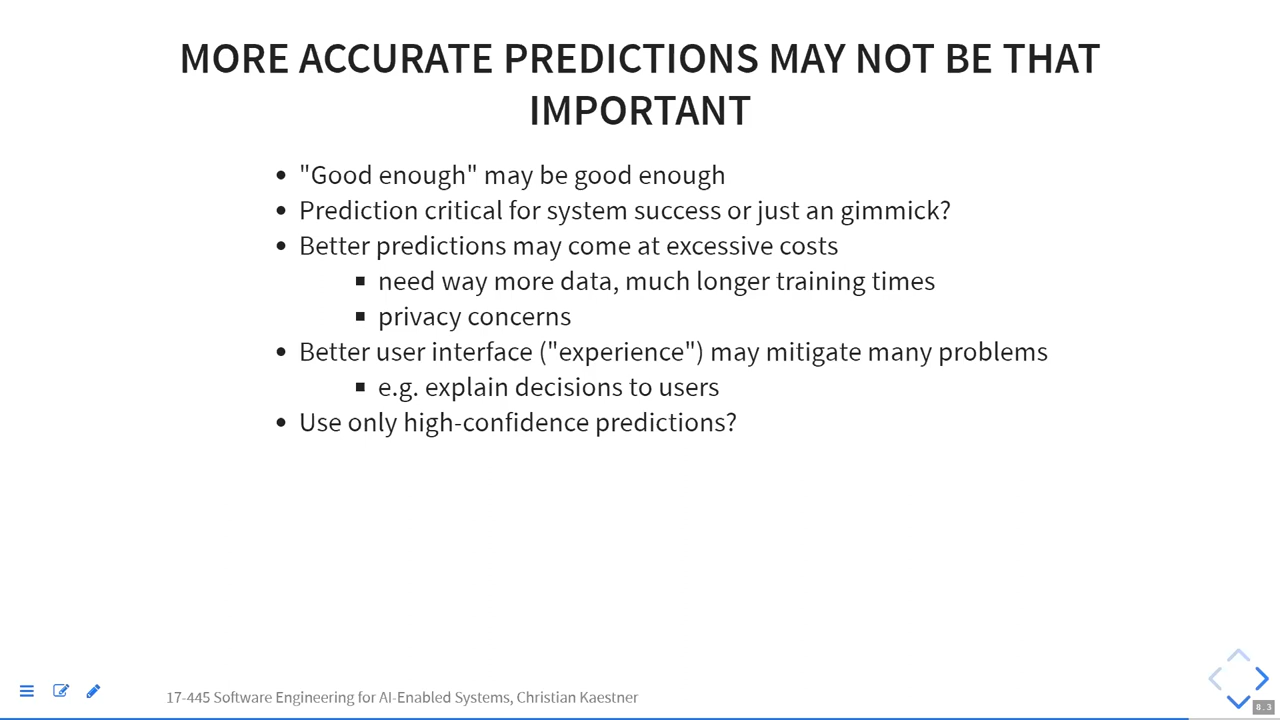 MORE ACCURATE PREDICTIONS MAY NOT BE THAT
IMPORTANT
"Good enough" may be good enough
Prediction critical for system success or just an gimmick?
Better predictions may come at excessive costs
need way more data, much longer training times
privacy concerns
Better user interface ("experience") may mitigate many problems
e.g. explain decisions to users
Use only high-confidence predictions?
17-445 Software Engineering for AI-Enabled Systems, Christian Kaestner
8.3